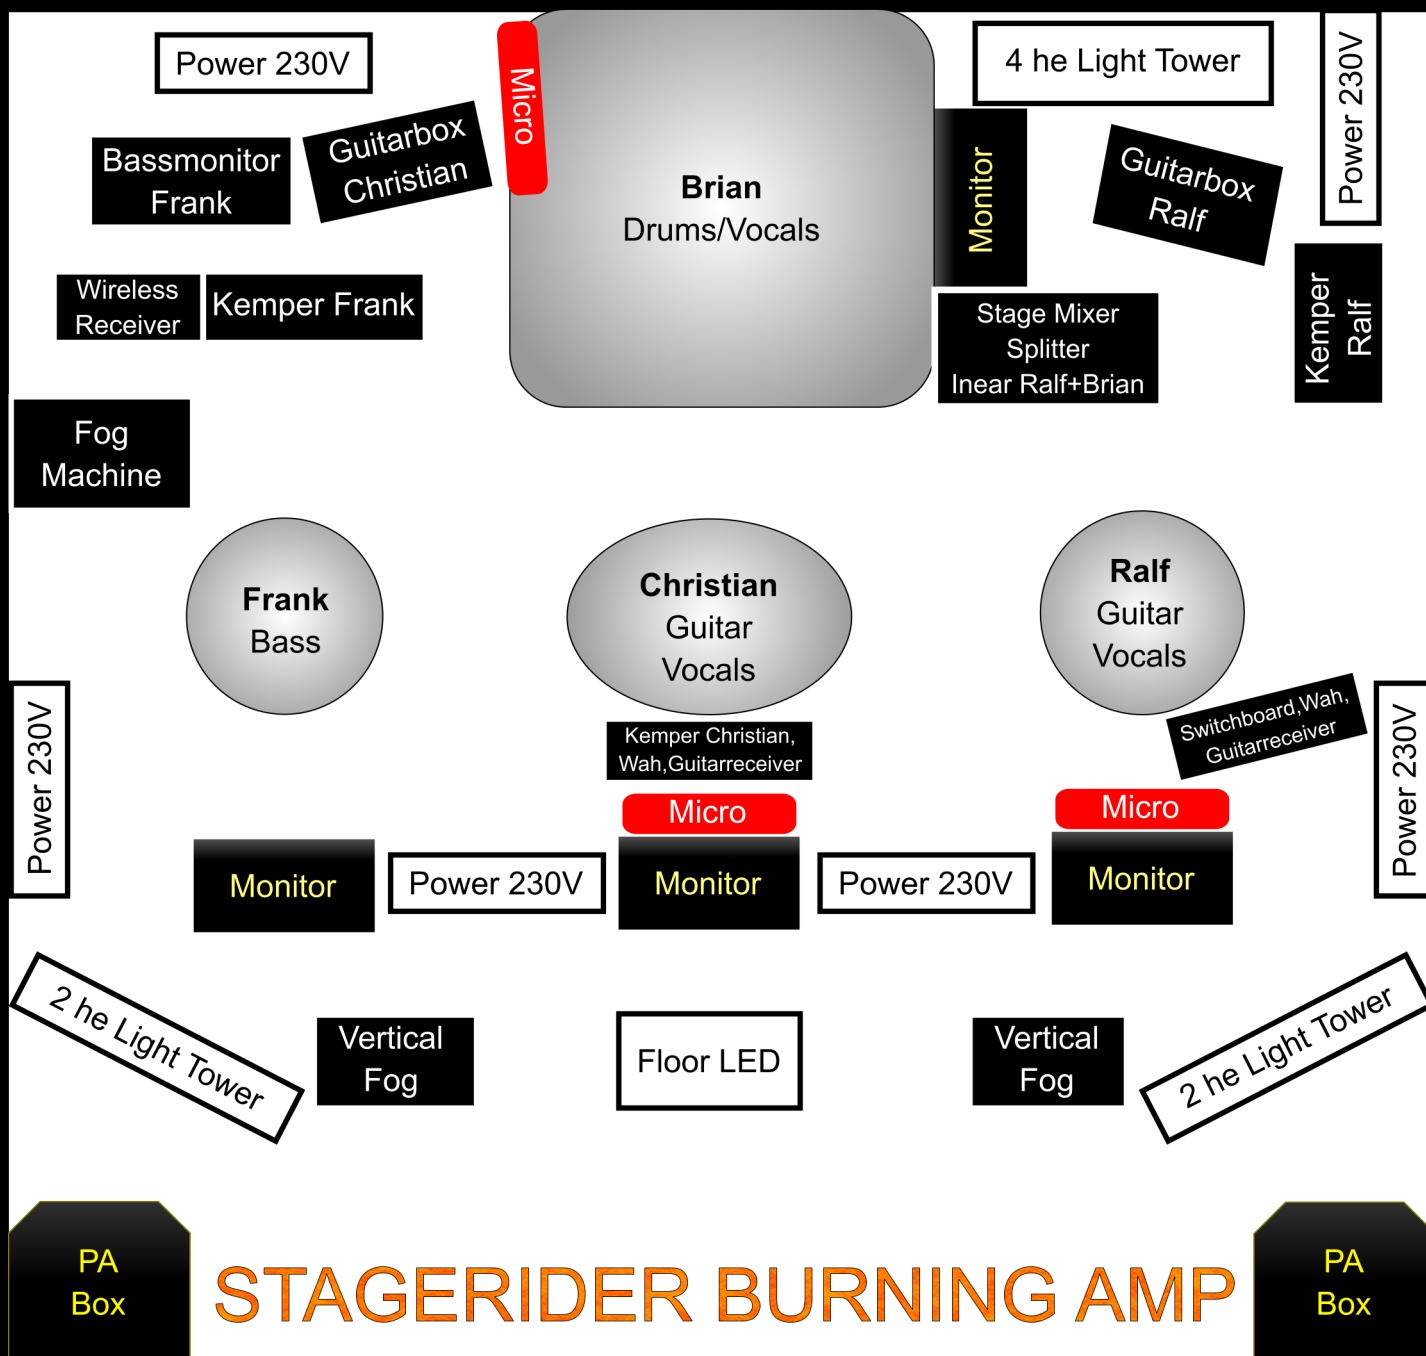 Power 230V
Micro
4 he Light Tower
Power 230V
Bassmonitor
Frank
Guitarbox
Christian
Brian
Drums/Vocals
Monitor
Guitarbox
Ralf
Wireless
Receiver
Kemper Frank
Stage Mixer
Splitter
Inear Ralf+Brian
Kemper
Ralf
Fog
Machine
Frank
Bass
Christian
Guitar
Vocals
Ralf
Guitar
Vocals
Power 230V
Kemper Christian,
Wah,Guitarreceiver
Switchboard,Wah,
Guitarreceiver
Power 230V
Micro
Micro
Monitor
Power 230V
Monitor
Power 230V
Monitor
2 he Light Tower
Vertical
Fog
Floor LED
Vertical
Fog
2 he Light Tower
PA
Box
STAGERIDER BURNING AMP
PA
Box